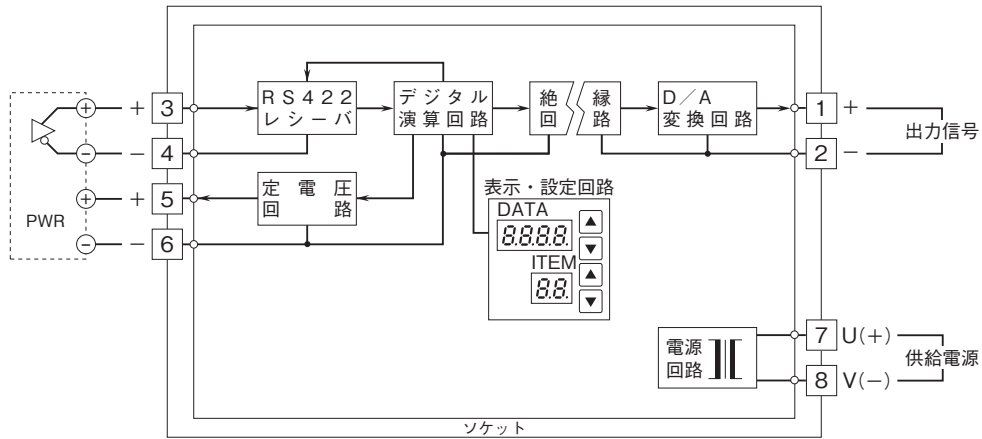 RS422
レシーバ
デジタル
演算回路
絶縁
回路
D/A
変換回路
+ 3
- 4
+ 5
- 6
+
-
+
-
PWR
定電圧
回路
1 +
2 -
出力信号
表示・設定回路
DATA
8.8.8.8.
ITEM
8.8.
▲
▼
▲
▼
電源
回路
7 U(+)
8 V(-)
供給電源
ソケット